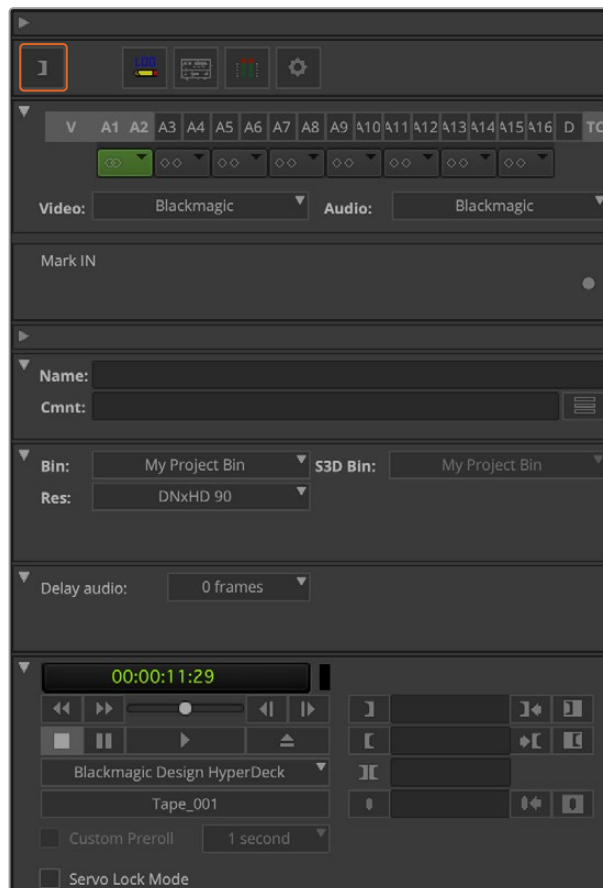 LOG
V A1 A2 A3 A4 A5 A6 A7 A8 A9 A10 A11 A12 A13 A14 A15 A16 D TC
Video: Blackmagic Audio: Blackmagic
Mark IN
Name:
Cmnt:
Bin: My Project Bin S3D Bin: My Project Bin
Res: DNxHD 90
Delay audio: 0 frames
00:00:11:29
Blackmagic Design HyperDeck
Tape_001
Custom Preroll 1 second
Servo Lock Mode